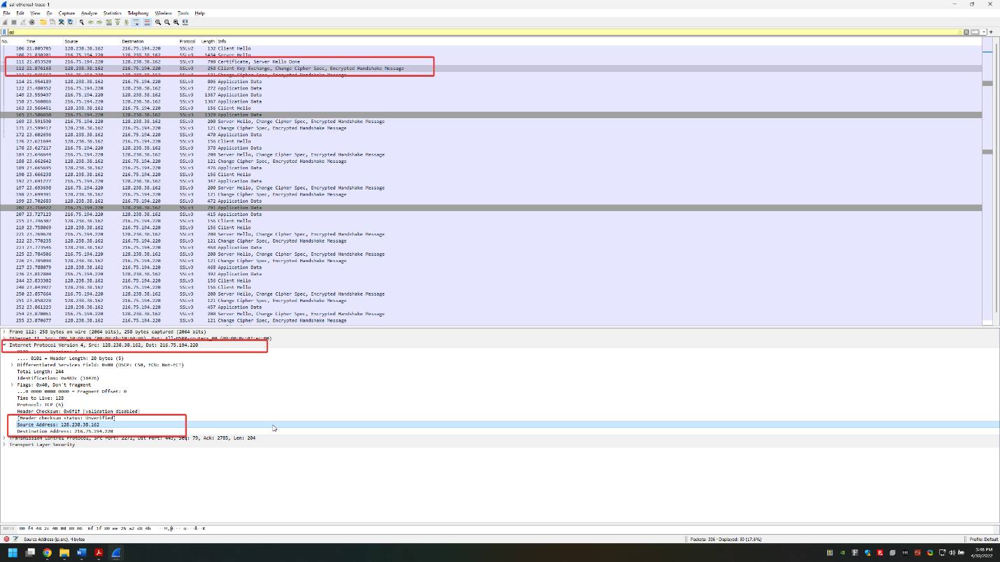 ssl-ethereal-trace-1
File Edit View Go Capture Analyze Statistics Telephony Wireless Tools Help
ssl
No. Time Source Destination Protocol Length Info
106 21.805705 128.238.38.162 216.75.194.220 SSLv2 132 Client Hello
108 21.830201 216.75.194.220 128.238.38.162 SSLv3 1434 Server Hello
111 21.853520 216.75.194.220 128.238.38.162 SSLv3 790 Certificate, Server Hello Done
112 21.876168 128.238.38.162 216.75.194.220 SSLv3 258 Client Key Exchange, Change Cipher Spec, Encrypted Handshake Message
216.75.194.220 128.238.38.162 SSLv3 121 Change Cipher Spec, Encrypted Handshake Message
114 21.954189 128.238.38.162 216.75.194.220 SSLv3 806 Application Data
122 23.480352 216.75.194.220 128.238.38.162 SSLv3 272 Application Data
149 23.559497 216.75.194.220 128.238.38.162 SSLv3 1367 Application Data
158 23.560866 216.75.194.220 128.238.38.162 SSLv3 1367 Application Data
163 23.566451 128.238.38.162 216.75.194.220 SSLv3 156 Client Hello
165 23.586650 216.75.194.220 128.238.38.162 SSLv3 1329 Application Data
169 23.591590 216.75.194.220 128.238.38.162 SSLv3 200 Server Hello, Change Cipher Spec, Encrypted Handshake Message
171 23.599417 128.238.38.162 216.75.194.220 SSLv3 121 Change Cipher Spec, Encrypted Handshake Message
172 23.602696 128.238.38.162 216.75.194.220 SSLv3 470 Application Data
176 23.621694 128.238.38.162 216.75.194.220 SSLv3 156 Client Hello
178 23.627217 216.75.194.220 128.238.38.162 SSLv3 378 Application Data
184 23.646644 216.75.194.220 128.238.38.162 SSLv3 200 Server Hello, Change Cipher Spec, Encrypted Handshake Message
188 23.662642 128.238.38.162 216.75.194.220 SSLv3 121 Change Cipher Spec, Encrypted Handshake Message
189 23.665695 128.238.38.162 216.75.194.220 SSLv3 476 Application Data
190 23.666238 128.238.38.162 216.75.194.220 SSLv3 156 Client Hello
192 23.691277 216.75.194.220 128.238.38.162 SSLv3 347 Application Data
197 23.693698 216.75.194.220 128.238.38.162 SSLv3 200 Server Hello, Change Cipher Spec, Encrypted Handshake Message
198 23.699391 128.238.38.162 216.75.194.220 SSLv3 121 Change Cipher Spec, Encrypted Handshake Message
199 23.702683 128.238.38.162 216.75.194.220 SSLv3 472 Application Data
202 23.716422 216.75.194.220 128.238.38.162 SSLv3 791 Application Data
207 23.727123 216.75.194.220 128.238.38.162 SSLv3 415 Application Data
215 23.746307 128.238.38.162 216.75.194.220 SSLv3 156 Client Hello
219 23.758069 128.238.38.162 216.75.194.220 SSLv3 156 Client Hello
221 23.769670 216.75.194.220 128.238.38.162 SSLv3 200 Server Hello, Change Cipher Spec, Encrypted Handshake Message
222 23.770235 128.238.38.162 216.75.194.220 SSLv3 121 Change Cipher Spec, Encrypted Handshake Message
223 23.773546 128.238.38.162 216.75.194.220 SSLv3 468 Application Data
225 23.784506 216.75.194.220 128.238.38.162 SSLv3 200 Server Hello, Change Cipher Spec, Encrypted Handshake Message
226 23.785098 128.238.38.162 216.75.194.220 SSLv3 121 Change Cipher Spec, Encrypted Handshake Message
227 23.788079 128.238.38.162 216.75.194.220 SSLv3 468 Application Data
236 23.812804 216.75.194.220 128.238.38.162 SSLv3 392 Application Data
244 23.833302 128.238.38.162 216.75.194.220 SSLv3 156 Client Hello
248 23.843927 128.238.38.162 216.75.194.220 SSLv3 156 Client Hello
250 23.857664 216.75.194.220 128.238.38.162 SSLv3 200 Server Hello, Change Cipher Spec, Encrypted Handshake Message
251 23.858228 128.238.38.162 216.75.194.220 SSLv3 121 Change Cipher Spec, Encrypted Handshake Message
252 23.861223 128.238.38.162 216.75.194.220 SSLv3 457 Application Data
254 23.870061 216.75.194.220 128.238.38.162 SSLv3 200 Server Hello, Change Cipher Spec, Encrypted Handshake Message
255 23.870677 128.238.38.162 216.75.194.220 SSLv3 121 Change Cipher Spec, Encrypted Handshake Message
Frame 112: 258 bytes on wire (2064 bits), 258 bytes captured (2064 bits)
Ethernet II, Src: IBM_10:60:99 (00:09:6b:10:60:99), Dst: All-HSRP-routers_00 (00:00:0c:07:ac:00)
Internet Protocol Version 4, Src: 128.238.38.162, Dst: 216.75.194.220
.... 0101 = Header Length: 20 bytes (5)
Differentiated Services Field: 0x00 (DSCP: CS0, ECN: Not-ECT)
Total Length: 244
Identification: 0x482c (18476)
Flags: 0x40, Don't fragment
...0 0000 0000 0000 = Fragment Offset: 0
Time to Live: 128
Protocol: TCP (6)
Header Checksum: 0x6f1f [validation disabled]
[Header checksum status: Unverified]
Source Address: 128.238.38.162
Destination Address: 216.75.194.220
Transmission Control Protocol, Src Port: 2271, Dst Port: 443, Seq: 79, Ack: 2785, Len: 204
Transport Layer Security
0010 00 f4 48 2c 40 00 80 06 6f 1f 80 ee 26 a2 d8 4b ··H,@··· o···&··K
Source Address (ip.src), 4 bytes
Packets: 336 · Displayed: 59 (17.6%)
Profile: Default
3:48 PM
4/30/2022